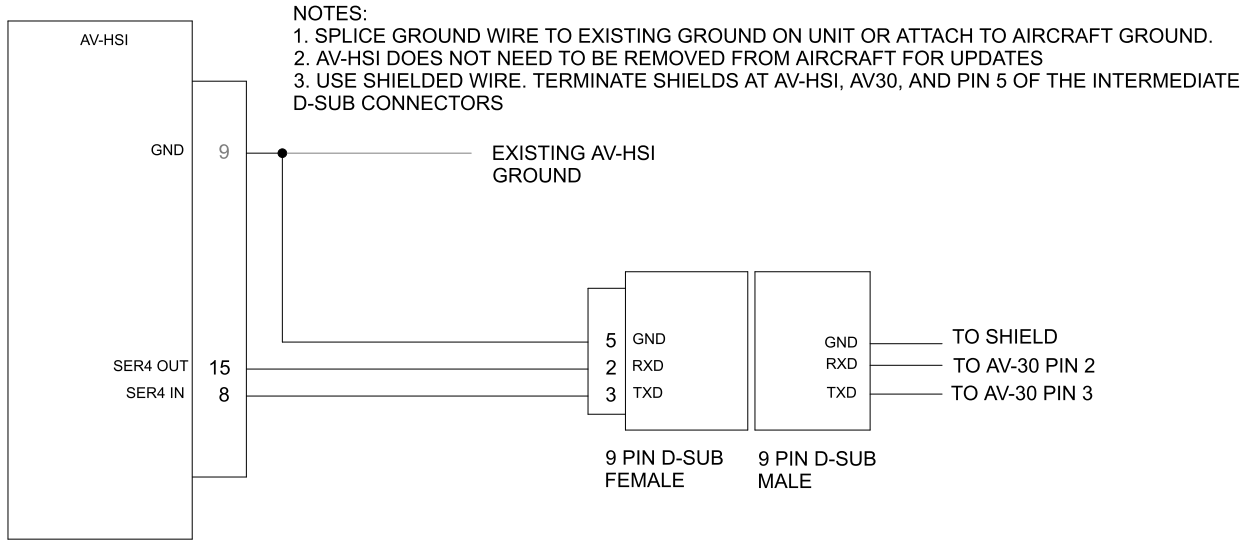 NOTES:
1. SPLICE GROUND WIRE TO EXISTING GROUND ON UNIT OR ATTACH TO AIRCRAFT GROUND.
2. AV-HSI DOES NOT NEED TO BE REMOVED FROM AIRCRAFT FOR UPDATES
3. USE SHIELDED WIRE. TERMINATE SHIELDS AT AV-HSI, AV30, AND PIN 5 OF THE INTERMEDIATE
D-SUB CONNECTORS
AV-HSI
GND 9
EXISTING AV-HSI
GROUND
SER4 OUT 15
SER4 IN 8
5 GND
2 RXD
3 TXD
GND TO SHIELD
RXD TO AV-30 PIN 2
TXD TO AV-30 PIN 3
9 PIN D-SUB
FEMALE
9 PIN D-SUB
MALE